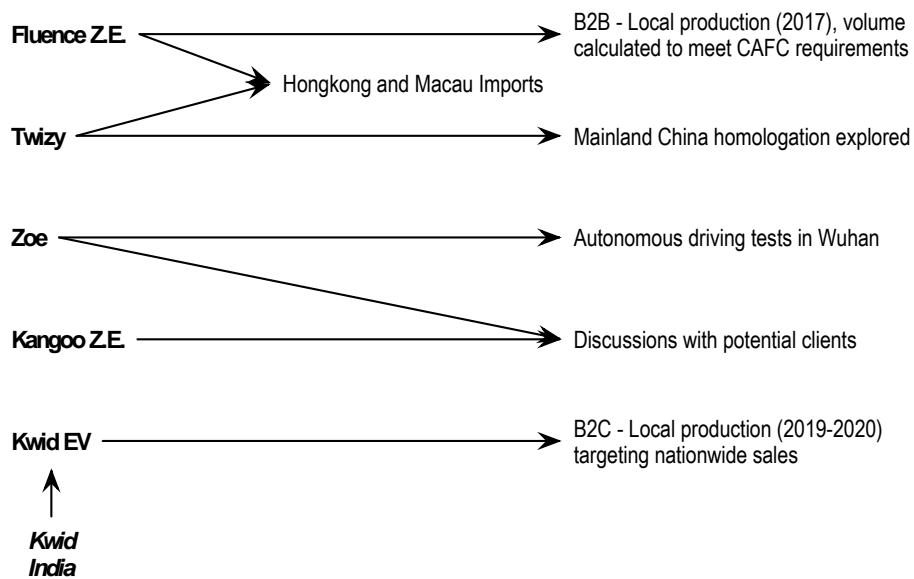 Fluence Z.E.
B2B - Local production (2017), volume
calculated to meet CAFC requirements
Hongkong and Macau Imports
Twizy
Mainland China homologation explored
Zoe
Autonomous driving tests in Wuhan
Kangoo Z.E.
Discussions with potential clients
Kwid EV
B2C - Local production (2019-2020)
targeting nationwide sales
Kwid
India